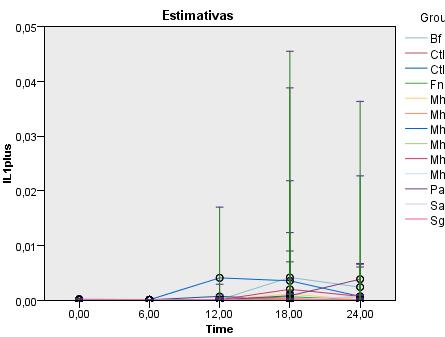 Estimativas
Grou
0,05
0,04
0,03
0,02
0,01
0,00
IL1plus
0,00 6,00 12,00 18,00 24,00
Time
Bf
Ctl
Ctl
Fn
Mh
Mh
Mh
Mh
Mh
Mh
Pa
Sa
Sg